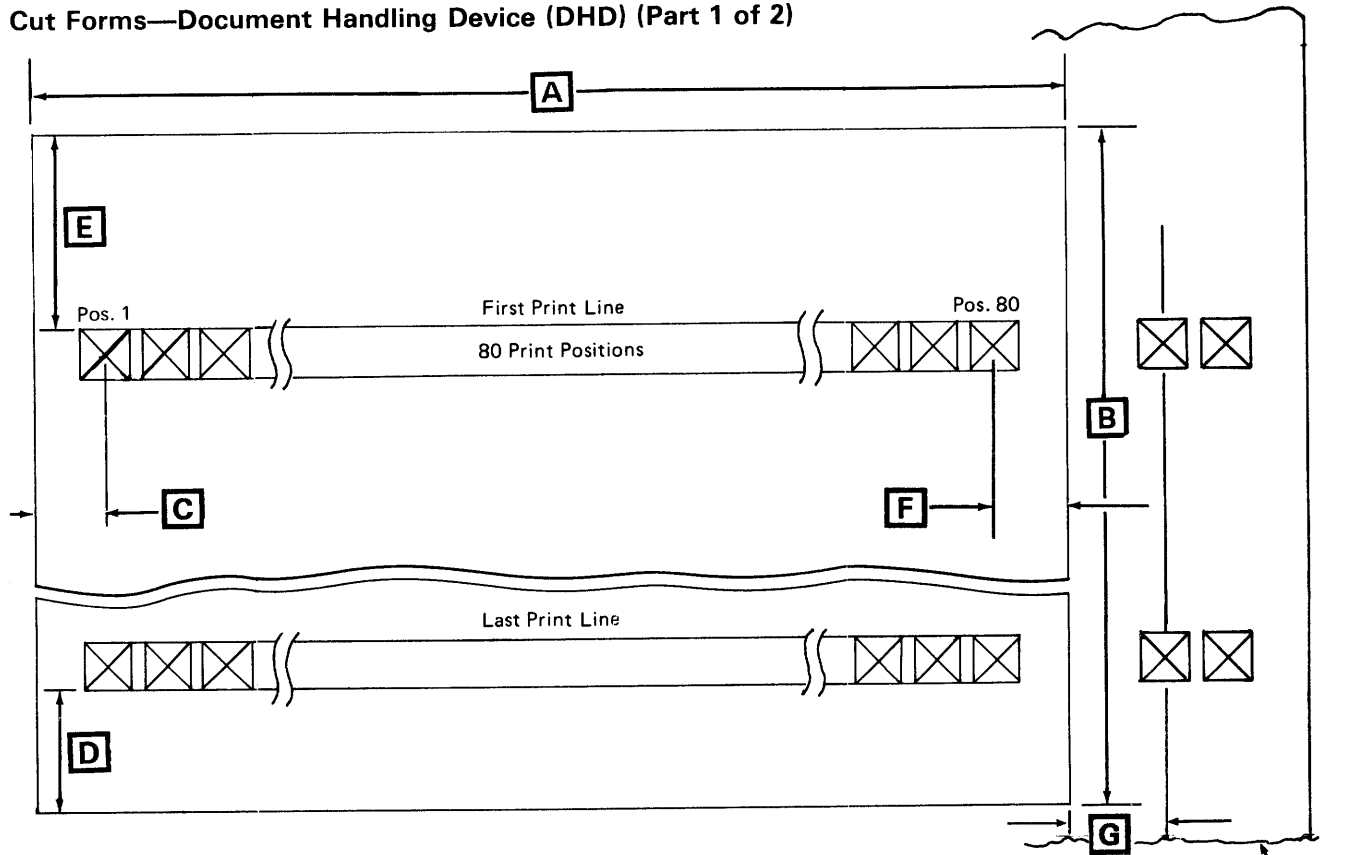 Cut Forms—Document Handling Device (DHD) (Part 1 of 2)
A
E
Pos. 1
First Print Line
Pos. 80
80 Print Positions
B
C
F
Last Print Line
D
G